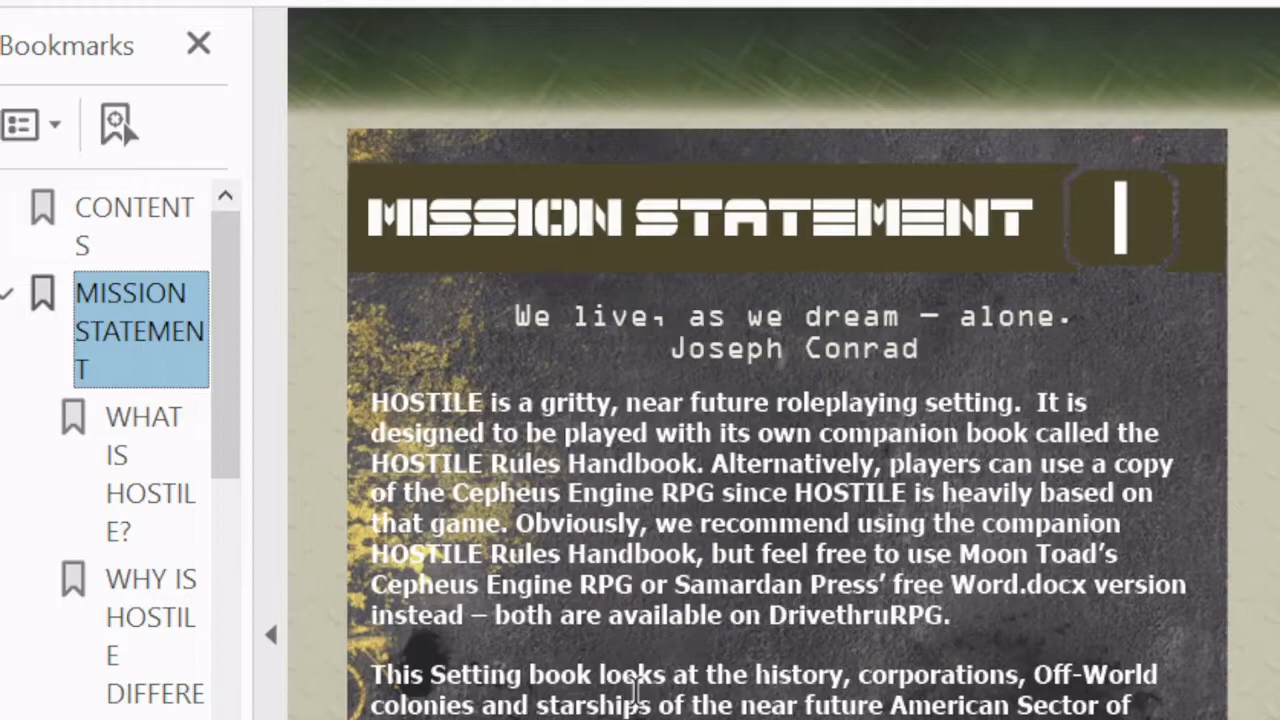 Bookmarks
CONTENT
S
MISSION
STATEMEN
T
WHAT
IS
HOSTIL
E?
WHY IS
HOSTIL
E
DIFFERE
MISSION STATEMENT 1
We live, as we dream – alone.
Joseph Conrad
HOSTILE is a gritty, near future roleplaying setting.  It is
designed to be played with its own companion book called the
HOSTILE Rules Handbook. Alternatively, players can use a copy
of the Cepheus Engine RPG since HOSTILE is heavily based on
that game. Obviously, we recommend using the companion
HOSTILE Rules Handbook, but feel free to use Moon Toad’s
Cepheus Engine RPG or Samardan Press’ free Word.docx version
instead – both are available on DrivethruRPG.
This Setting book looks at the history, corporations, Off-World
colonies and starships of the near future American Sector of